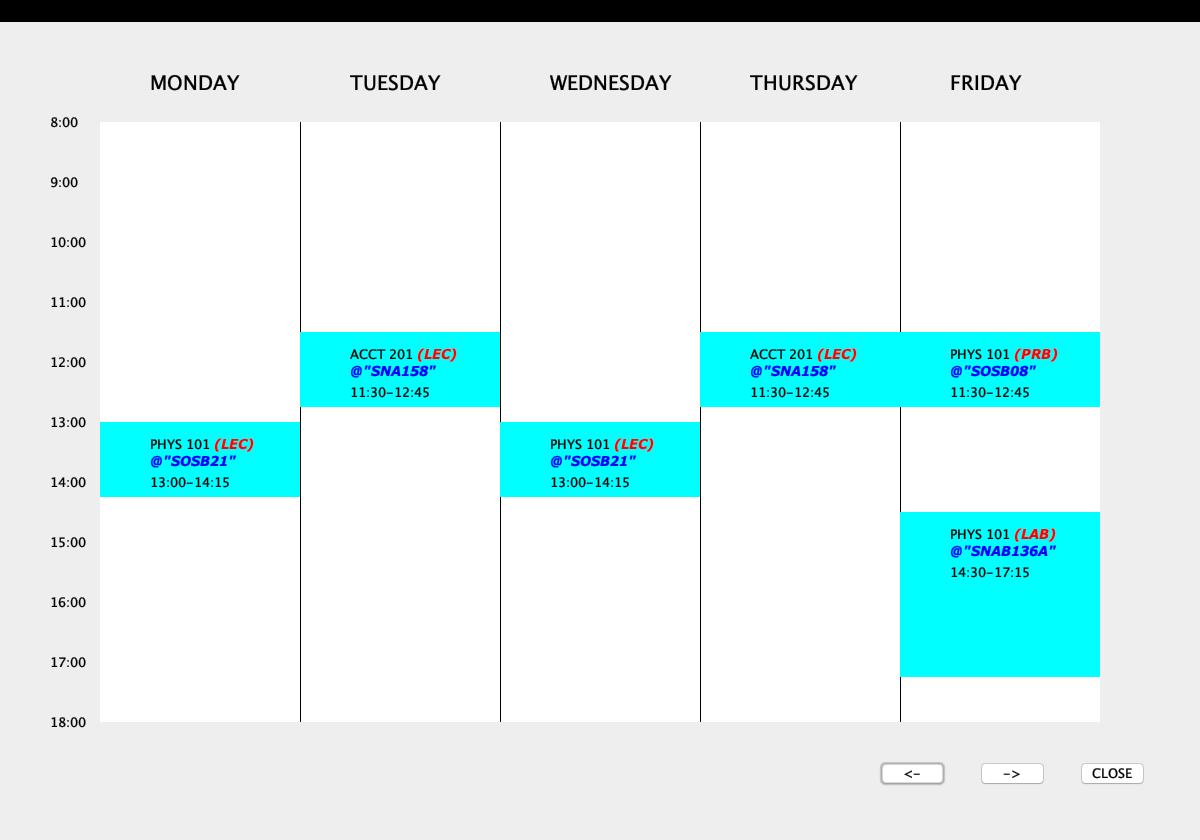 MONDAY TUESDAY WEDNESDAY THURSDAY FRIDAY
8:00
9:00
10:00
11:00
12:00
13:00
14:00
15:00
16:00
17:00
18:00
PHYS 101 (LEC)
@"SOSB21"
13:00-14:15
ACCT 201 (LEC)
@"SNA158"
11:30-12:45
PHYS 101 (LEC)
@"SOSB21"
13:00-14:15
ACCT 201 (LEC)
@"SNA158"
11:30-12:45
PHYS 101 (PRB)
@"SOSB08"
11:30-12:45
PHYS 101 (LAB)
@"SNAB136A"
14:30-17:15
<- -> CLOSE